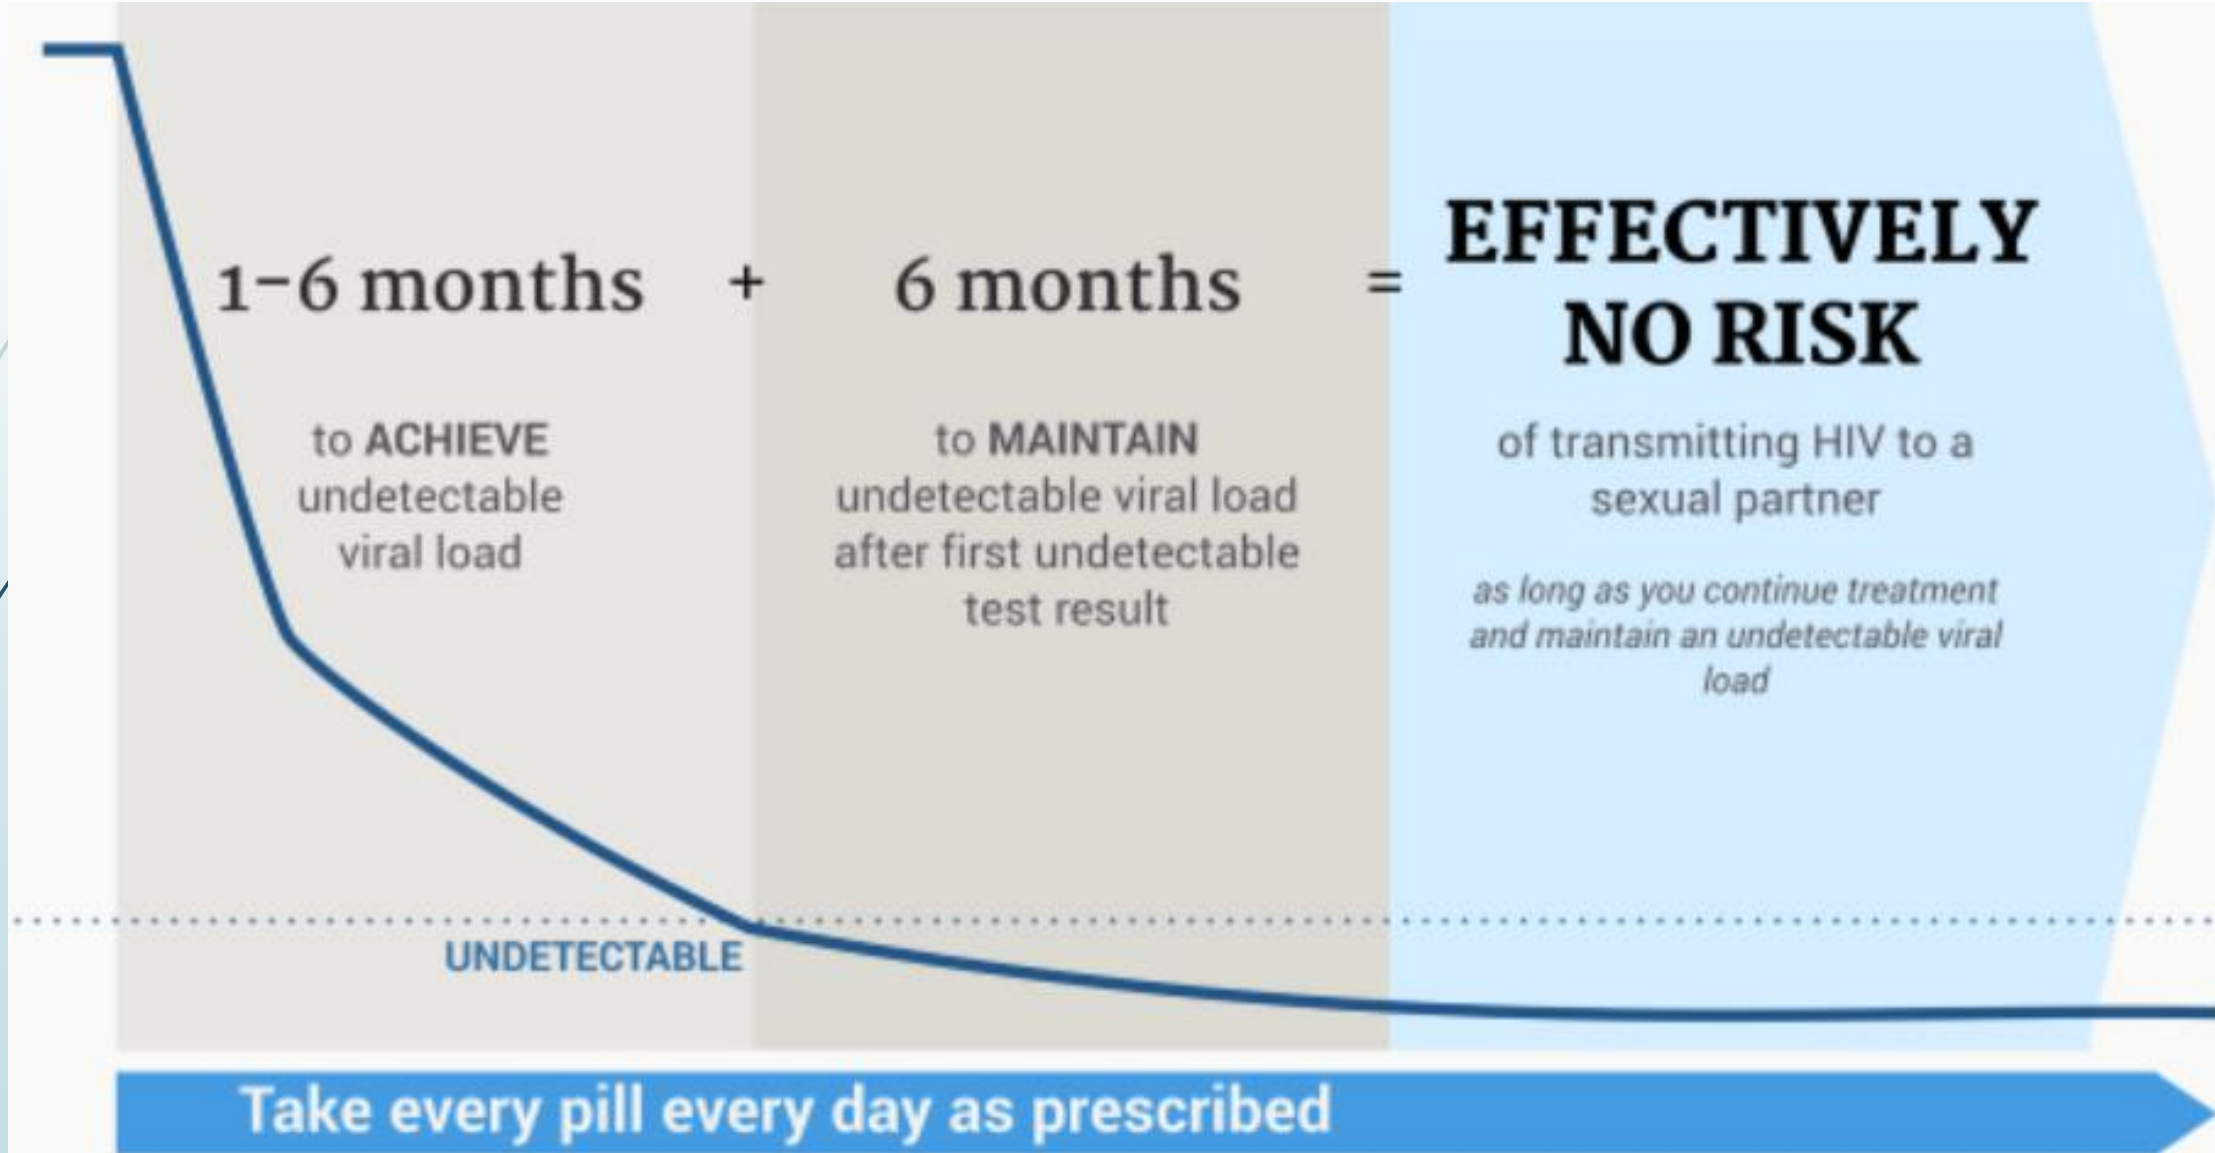 1–6 months
+
6 months
=
EFFECTIVELY
NO RISK
to ACHIEVE
undetectable
viral load
to MAINTAIN
undetectable viral load
after first undetectable
test result
of transmitting HIV to a
sexual partner
as long as you continue treatment
and maintain an undetectable viral
load
UNDETECTABLE
Take every pill every day as prescribed